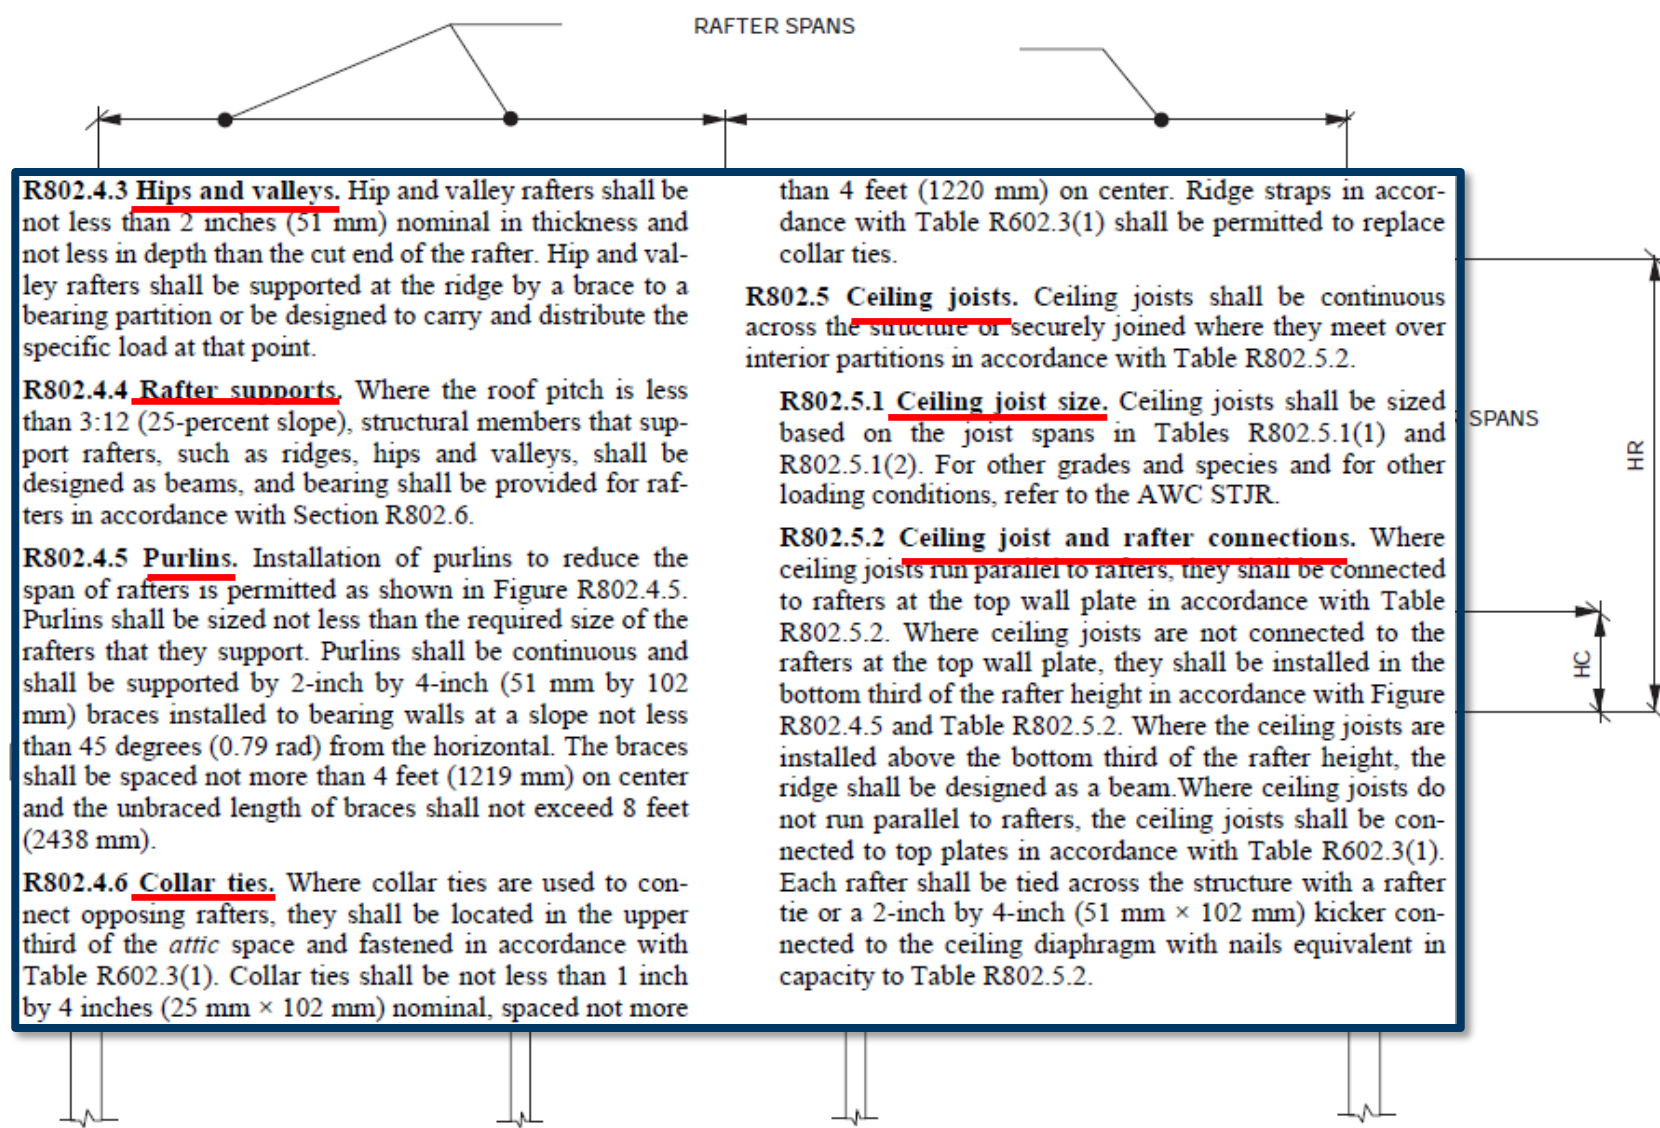 RAFTER SPANS
R802.4.3 Hips and valleys. Hip and valley rafters shall be
not less than 2 inches (51 mm) nominal in thickness and
not less in depth than the cut end of the rafter. Hip and val-
ley rafters shall be supported at the ridge by a brace to a
bearing partition or be designed to carry and distribute the
specific load at that point.
R802.4.4 Rafter supports. Where the roof pitch is less
than 3:12 (25-percent slope), structural members that sup-
port rafters, such as ridges, hips and valleys, shall be
designed as beams, and bearing shall be provided for raf-
ters in accordance with Section R802.6.
R802.4.5 Purlins. Installation of purlins to reduce the
span of rafters is permitted as shown in Figure R802.4.5.
Purlins shall be sized not less than the required size of the
rafters that they support. Purlins shall be continuous and
shall be supported by 2-inch by 4-inch (51 mm by 102
mm) braces installed to bearing walls at a slope not less
than 45 degrees (0.79 rad) from the horizontal. The braces
shall be spaced not more than 4 feet (1219 mm) on center
and the unbraced length of braces shall not exceed 8 feet
(2438 mm).
R802.4.6 Collar ties. Where collar ties are used to con-
nect opposing rafters, they shall be located in the upper
third of the attic space and fastened in accordance with
Table R602.3(1). Collar ties shall be not less than 1 inch
by 4 inches (25 mm × 102 mm) nominal, spaced not more
than 4 feet (1220 mm) on center. Ridge straps in accor-
dance with Table R602.3(1) shall be permitted to replace
collar ties.
R802.5 Ceiling joists. Ceiling joists shall be continuous
across the structure or securely joined where they meet over
interior partitions in accordance with Table R802.5.2.
R802.5.1 Ceiling joist size. Ceiling joists shall be sized
based on the joist spans in Tables R802.5.1(1) and
R802.5.1(2). For other grades and species and for other
loading conditions, refer to the AWC STJR.
R802.5.2 Ceiling joist and rafter connections. Where
ceiling joists run parallel to rafters, they shall be connected
to rafters at the top wall plate in accordance with Table
R802.5.2. Where ceiling joists are not connected to the
rafters at the top wall plate, they shall be installed in the
bottom third of the rafter height in accordance with Figure
R802.4.5 and Table R802.5.2. Where the ceiling joists are
installed above the bottom third of the rafter height, the
ridge shall be designed as a beam.Where ceiling joists do
not run parallel to rafters, the ceiling joists shall be con-
nected to top plates in accordance with Table R602.3(1).
Each rafter shall be tied across the structure with a rafter
tie or a 2-inch by 4-inch (51 mm × 102 mm) kicker con-
nected to the ceiling diaphragm with nails equivalent in
capacity to Table R802.5.2.
SPANS
HR
HC